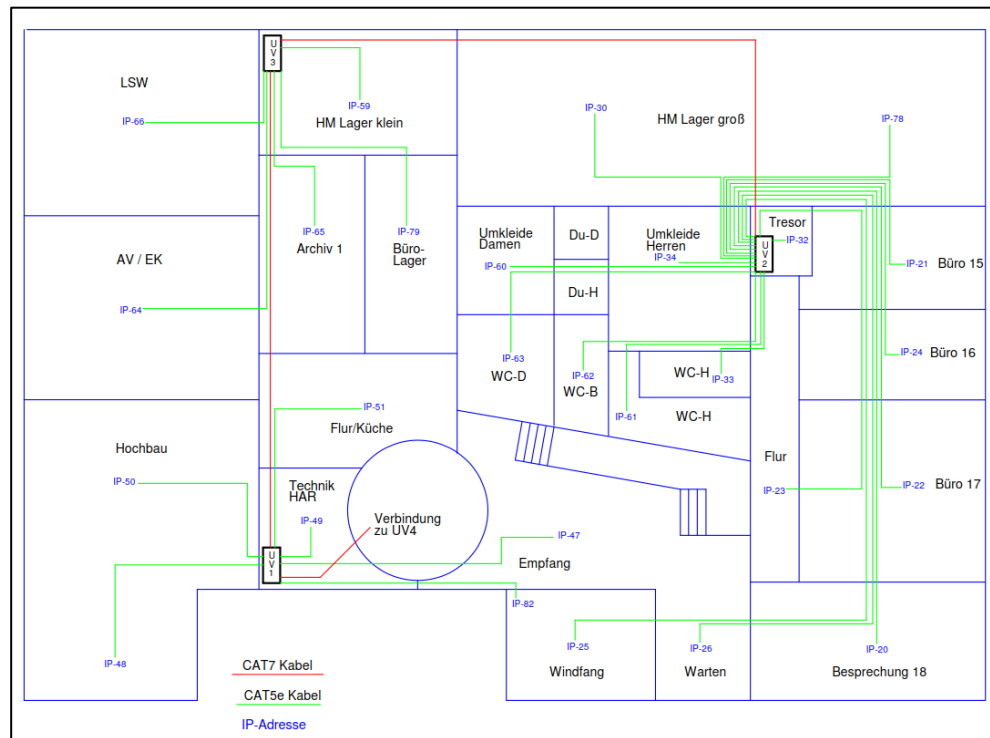 U
V
3
LSW
IP-59
IP-30
IP-66
HM Lager klein
HM Lager groß
IP-78
Tresor
IP-65
IP-79
Umkleide
Damen
Du-D
Umkleide
Herren
U
V
2
IP-32
Archiv 1
Büro-
Lager
AV / EK
IP-60
IP-34
IP-21
Büro 15
Du-H
IP-64
IP-63
WC-D
IP-62
WC-B
WC-H
IP-33
IP-24
Büro 16
IP-51
IP-61
WC-H
Flur/Küche
Hochbau
Flur
IP-50
Technik
HAR
IP-23
IP-22
Büro 17
IP-49
Verbindung
zu UV4
IP-47
U
V
1
Empfang
IP-82
IP-48
IP-25
IP-26
IP-20
Windfang
Warten
Besprechung 18
CAT7 Kabel
CAT5e Kabel
IP-Adresse